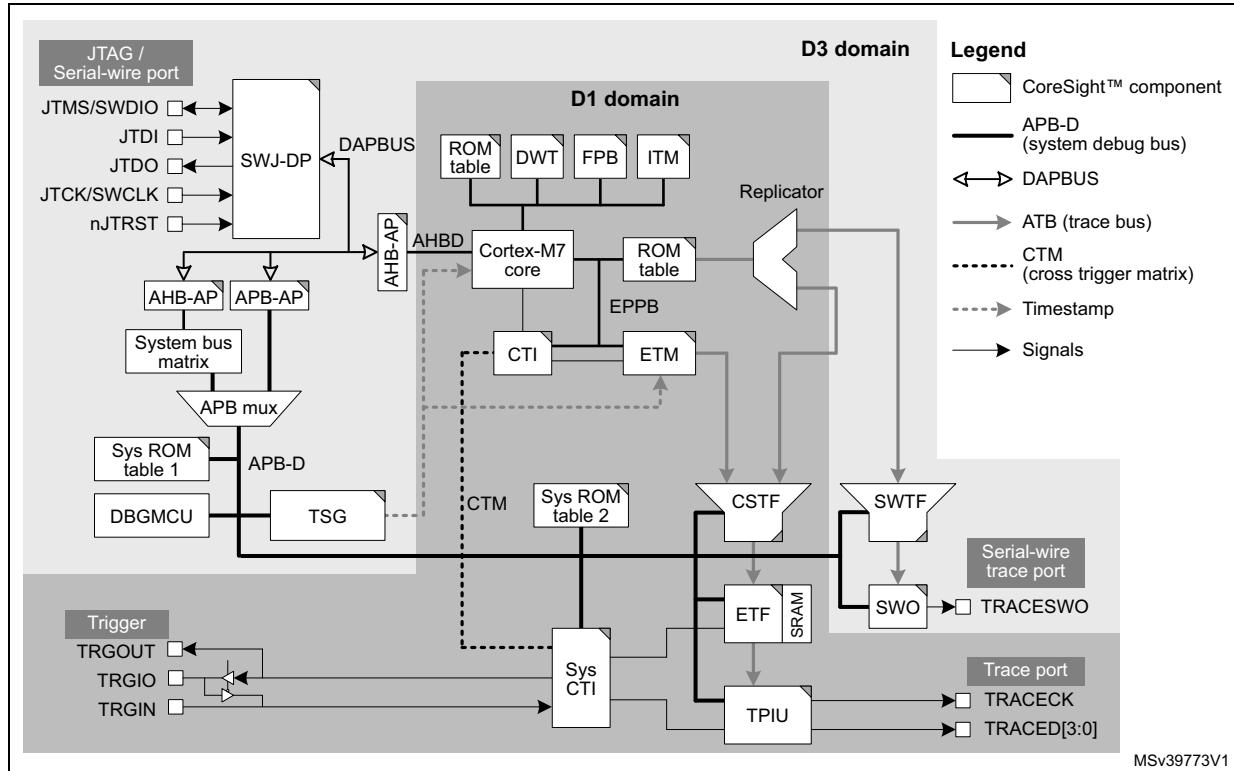 JTAG /
Serial-wire port
JTMS/SWDIO
JTDI
JTDO
JTCK/SWCLK
nJTRST
SWJ-DP
DAPBUS
D3 domain
D1 domain
Legend
CoreSight™ component
APB-D
(system debug bus)
DAPBUS
ATB (trace bus)
CTM
(cross trigger matrix)
Timestamp
Signals
ROM
table
DWT
FPB
ITM
Replicator
AHB-AP
AHBD
Cortex-M7
core
ROM
table
EPPB
AHB-AP
APB-AP
System bus
matrix
CTI
ETM
APB mux
Sys ROM
table 1
APB-D
DBGMCU
TSG
CTM
Sys ROM
table 2
CSTF
SWTF
Serial-wire
trace port
ETF
SRAM
SWO
TRACESWO
Trigger
TRGOUT
TRGIO
TRGIN
Sys
CTI
TPIU
Trace port
TRACECK
TRACED[3:0]
MSv39773V1